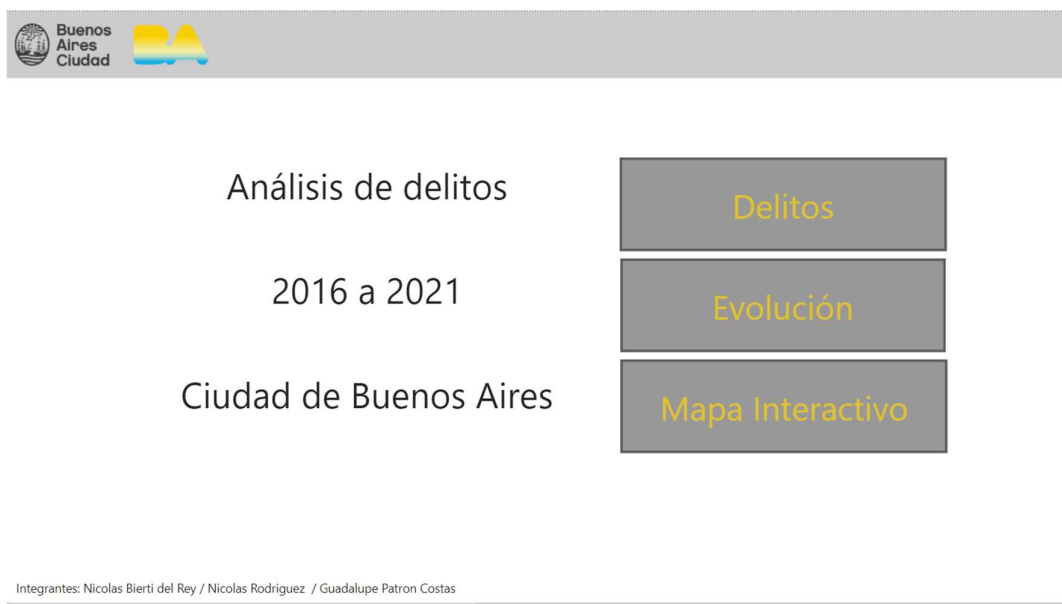 Buenos
Aires
Ciudad
BA
Análisis de delitos
2016 a 2021
Ciudad de Buenos Aires
Delitos
Evolución
Mapa Interactivo
Integrantes: Nicolas Bierti del Rey / Nicolas Rodriguez / Guadalupe Patron Costas